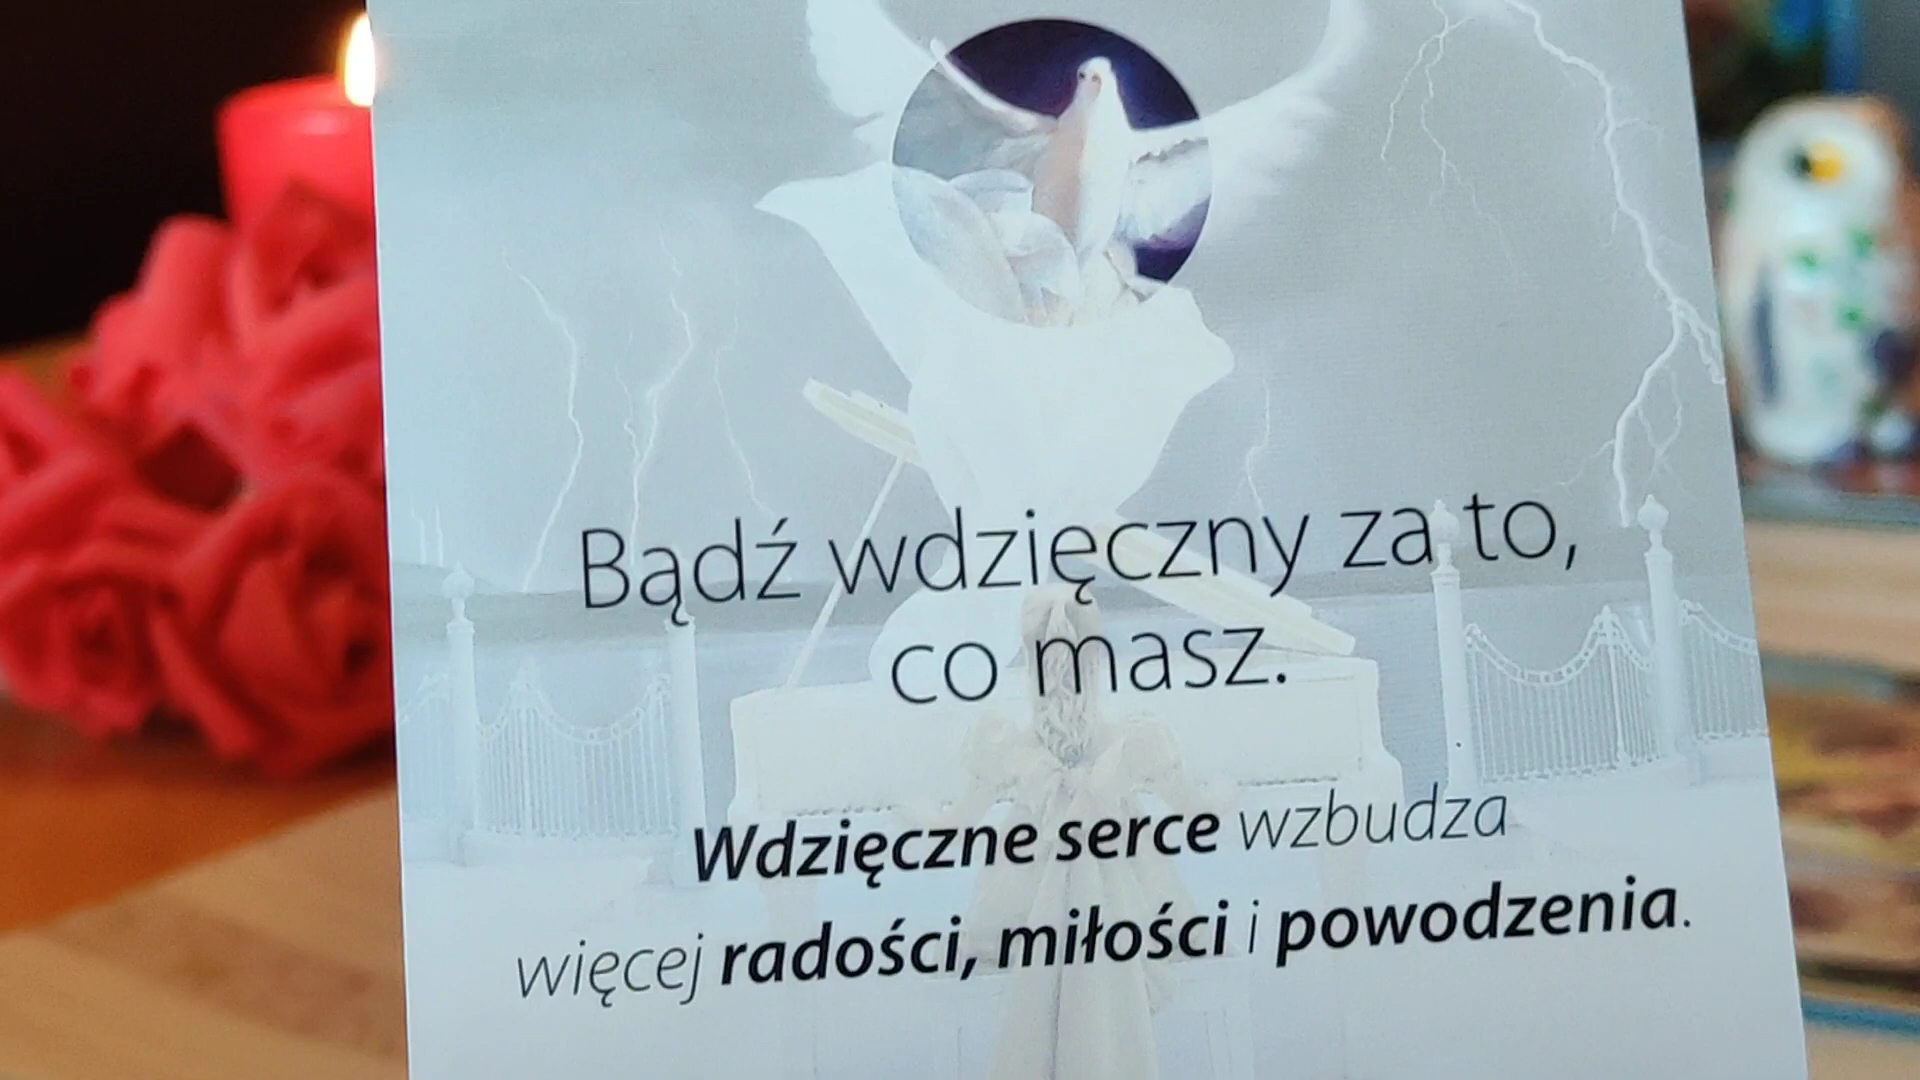 Bądź wdzięczny za to,
co masz.
Wdzięczne serce wzbudza
więcej radości, miłości i powodzenia.